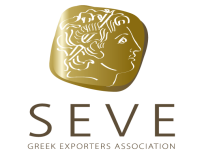 SEVE
GREEK EXPORTERS ASSOCIATION